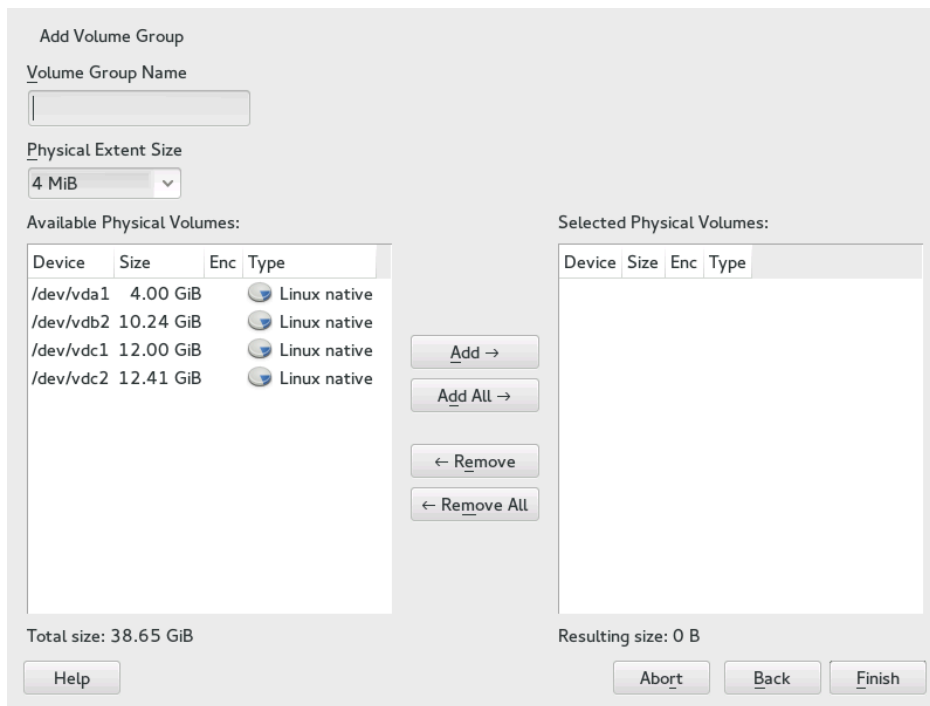 Add Volume Group
Volume Group Name
Physical Extent Size
4 MiB
Available Physical Volumes:
Device Size Enc Type
/dev/vda1 4.00 GiB Linux native
/dev/vdb2 10.24 GiB Linux native
/dev/vdc1 12.00 GiB Linux native
/dev/vdc2 12.41 GiB Linux native
Total size: 38.65 GiB
Add →
Add All →
← Remove
← Remove All
Selected Physical Volumes:
Device Size Enc Type
Resulting size: 0 B
Help
Abort
Back
Finish